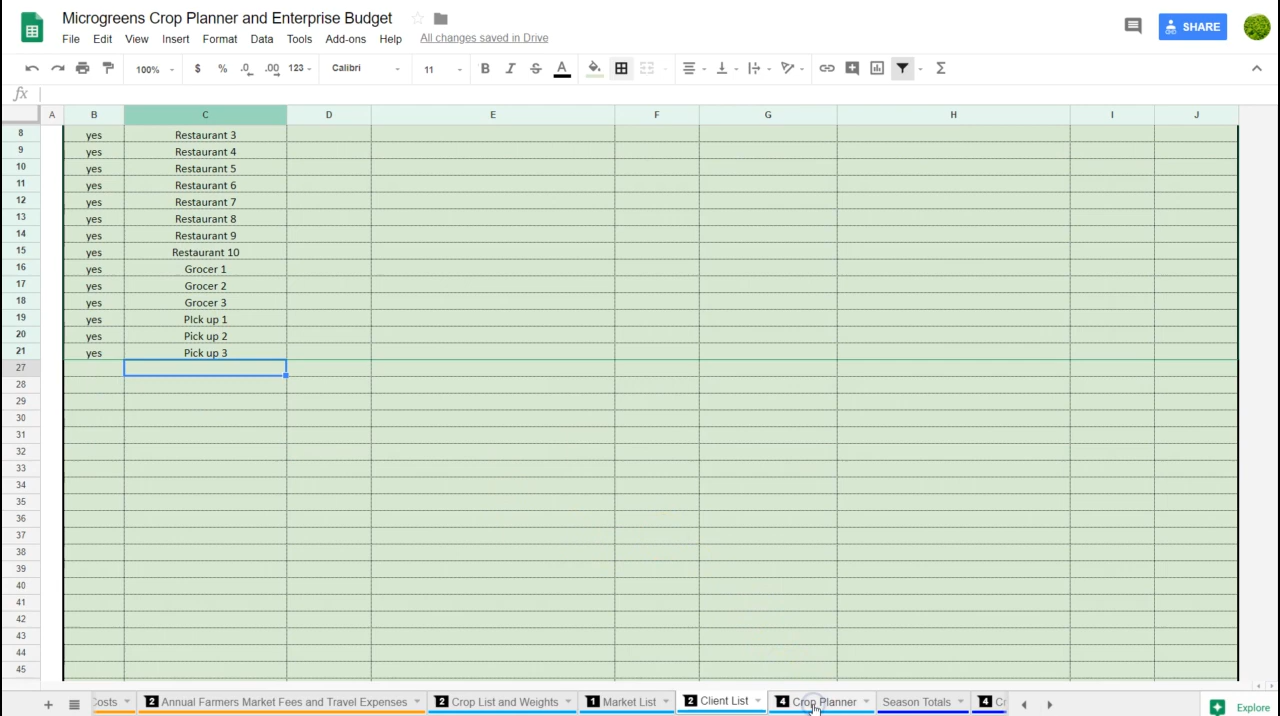 Microgreens Crop Planner and Enterprise Budget
File Edit View Insert Format Data Tools Add-ons Help All changes saved in Drive
SHARE
100% $ % .0 .00 123 Calibri 11 B I S A
fx
A B C D E F G H I J
8 yes Restaurant 3
9 yes Restaurant 4
10 yes Restaurant 5
11 yes Restaurant 6
12 yes Restaurant 7
13 yes Restaurant 8
14 yes Restaurant 9
15 yes Restaurant 10
16 yes Grocer 1
17 yes Grocer 2
18 yes Grocer 3
19 yes PIck up 1
20 yes Pick up 2
21 yes Pick up 3
27
28
29
30
31
32
33
34
35
36
37
38
39
40
41
42
43
44
45
Costs 2 Annual Farmers Market Fees and Travel Expenses 2 Crop List and Weights 1 Market List 2 Client List 4 Crop Planner Season Totals 4 Explore